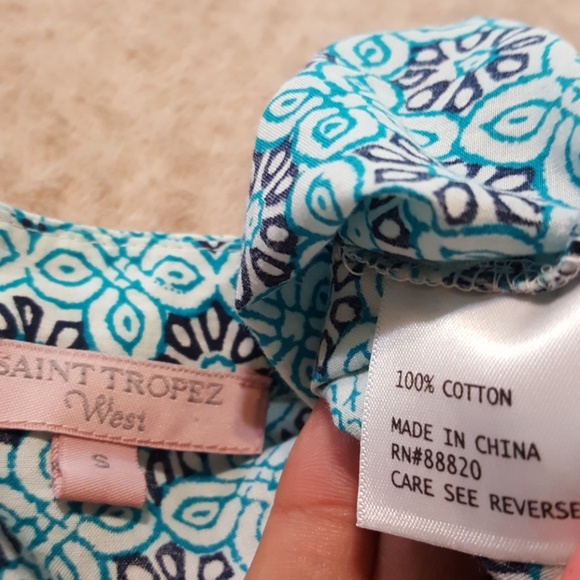 SAINT TROPEZ
West
S
100% COTTON
MADE IN CHINA
RN#88820
CARE SEE REVERSE